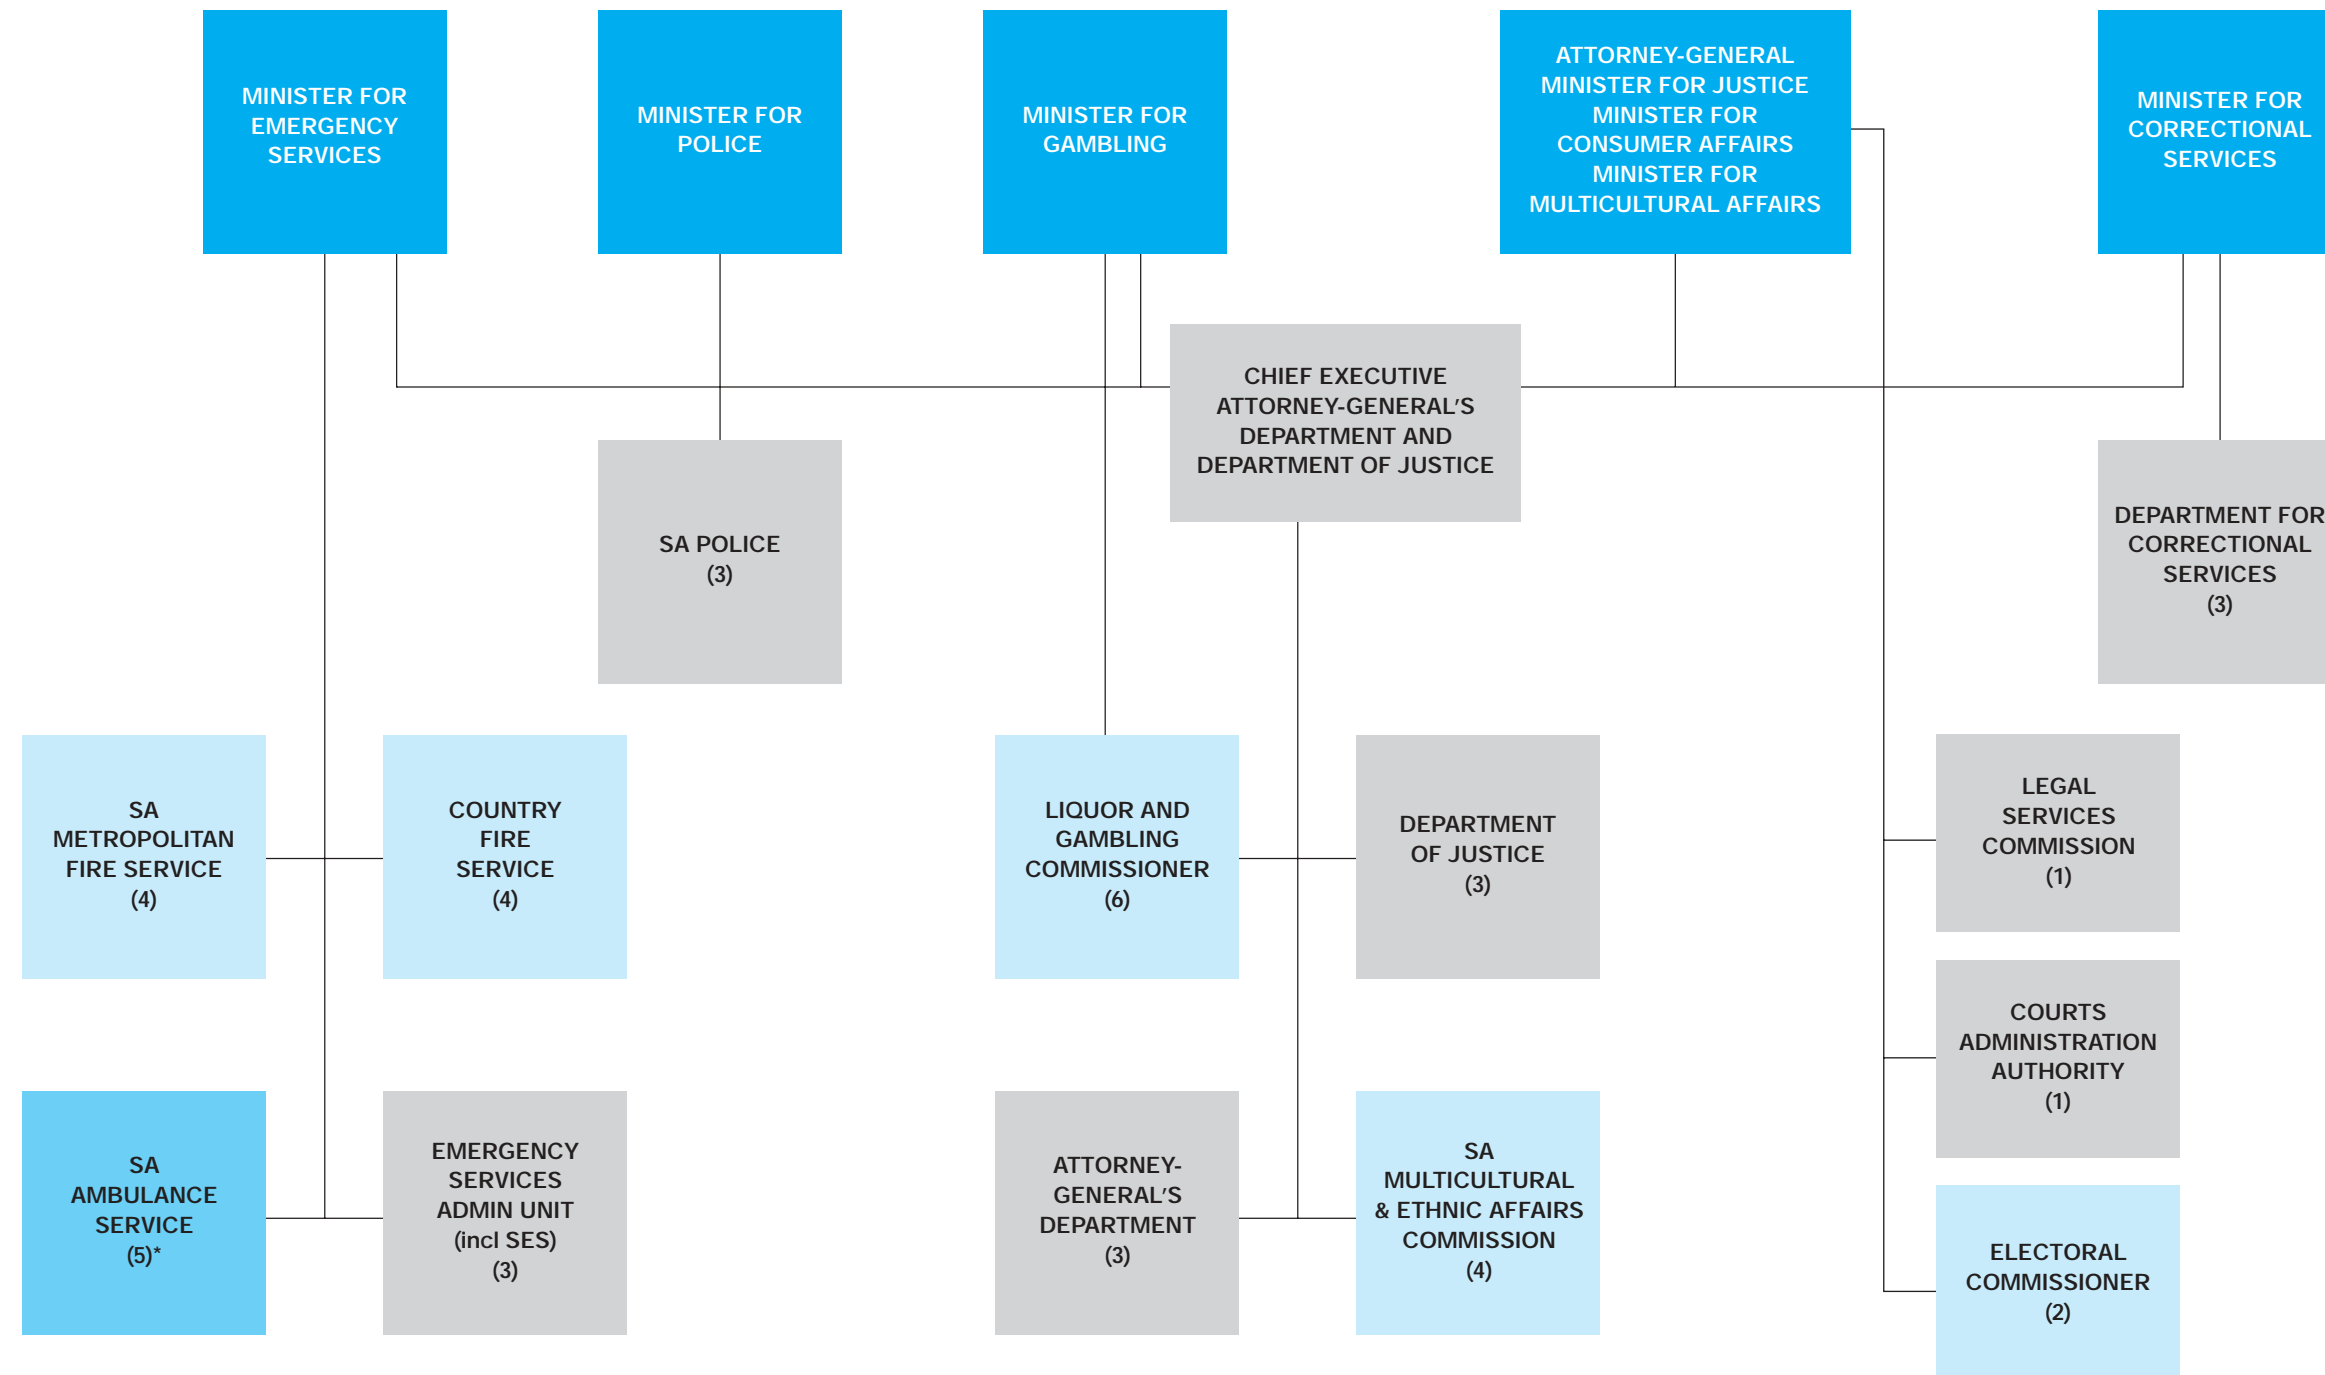 MINISTER FOR
EMERGENCY
SERVICES
MINISTER FOR
POLICE
MINISTER FOR
GAMBLING
ATTORNEY-GENERAL
MINISTER FOR JUSTICE
MINISTER FOR
CONSUMER AFFAIRS
MINISTER FOR
MULTICULTURAL AFFAIRS
MINISTER FOR
CORRECTIONAL
SERVICES
CHIEF EXECUTIVE
ATTORNEY-GENERAL’S
DEPARTMENT AND
DEPARTMENT OF JUSTICE
SA POLICE
(3)
DEPARTMENT FOR
CORRECTIONAL
SERVICES
(3)
SA
METROPOLITAN
FIRE SERVICE
(4)
COUNTRY
FIRE
SERVICE
(4)
LIQUOR AND
GAMBLING
COMMISSIONER
(6)
DEPARTMENT
OF JUSTICE
(3)
LEGAL
SERVICES
COMMISSION
(1)
COURTS
ADMINISTRATION
AUTHORITY
(1)
SA
AMBULANCE
SERVICE
(5)*
EMERGENCY
SERVICES
ADMIN UNIT
(incl SES)
(3)
ATTORNEY-
GENERAL’S
DEPARTMENT
(3)
SA
MULTICULTURAL
& ETHNIC AFFAIRS
COMMISSION
(4)
ELECTORAL
COMMISSIONER
(2)